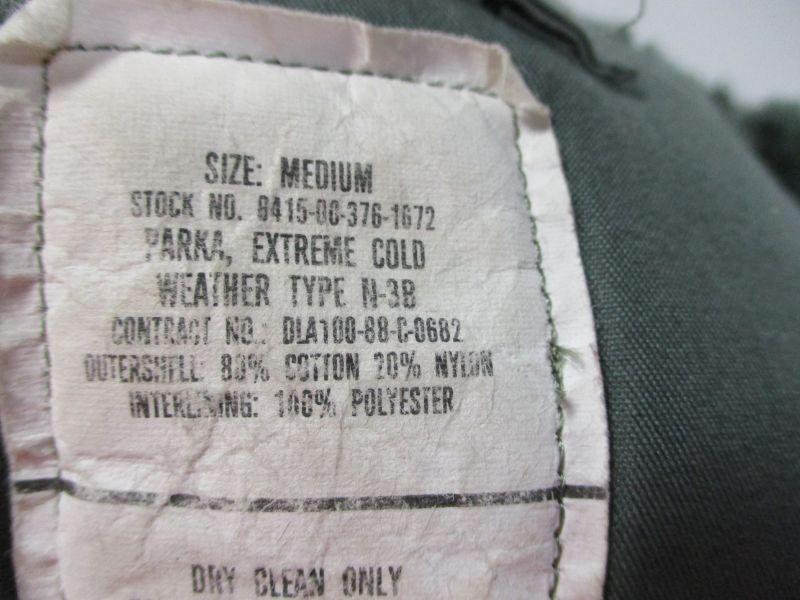 SIZE: MEDIUM
STOCK NO. 8415-00-376-1672
PARKA, EXTREME COLD
WEATHER TYPE N-3B
CONTRACT NO.: DLA100-88-C-0682
OUTERSHELL: 80% COTTON 20% NYLON
INTERLINING: 100% POLYESTER
DRY CLEAN ONLY